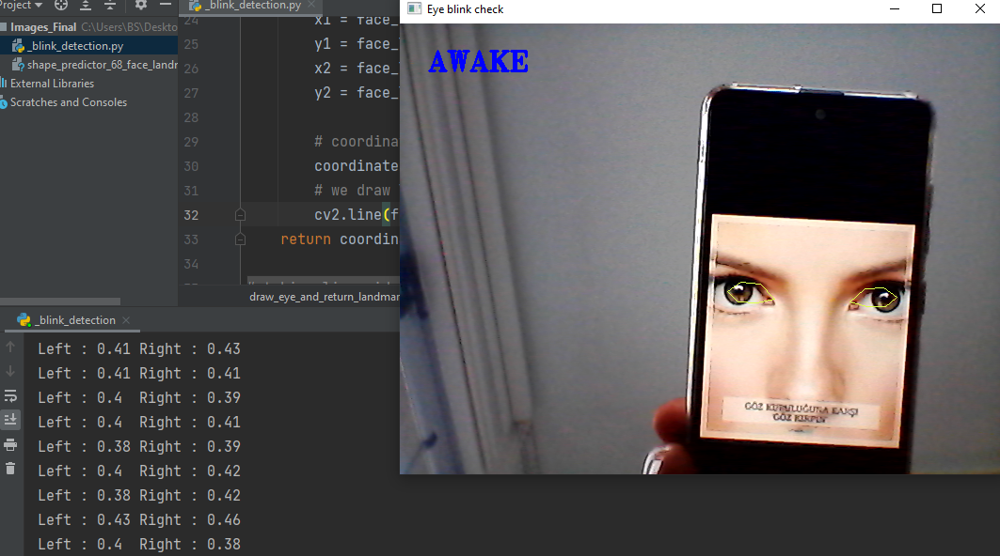 Project
_blink_detection.py
Images_Final C:\Users\BS\Deskto
_blink_detection.py
shape_predictor_68_face_landr
External Libraries
Scratches and Consoles
24 x1 = face_
25 y1 = face_
26 x2 = face_
27 y2 = face_
28
29 # coordina
30 coordinate
31 # we draw
32 cv2.line(f
33 return coordin
34
draw_eye_and_return_landmar
Eye blink check
AWAKE
GÖZ KURULUĞUNA KARŞI
GÖZ KIRPIN
_blink_detection
Left : 0.41 Right : 0.43
Left : 0.41 Right : 0.41
Left : 0.4 Right : 0.39
Left : 0.4 Right : 0.41
Left : 0.38 Right : 0.39
Left : 0.4 Right : 0.42
Left : 0.38 Right : 0.42
Left : 0.43 Right : 0.46
Left : 0.4 Right : 0.38